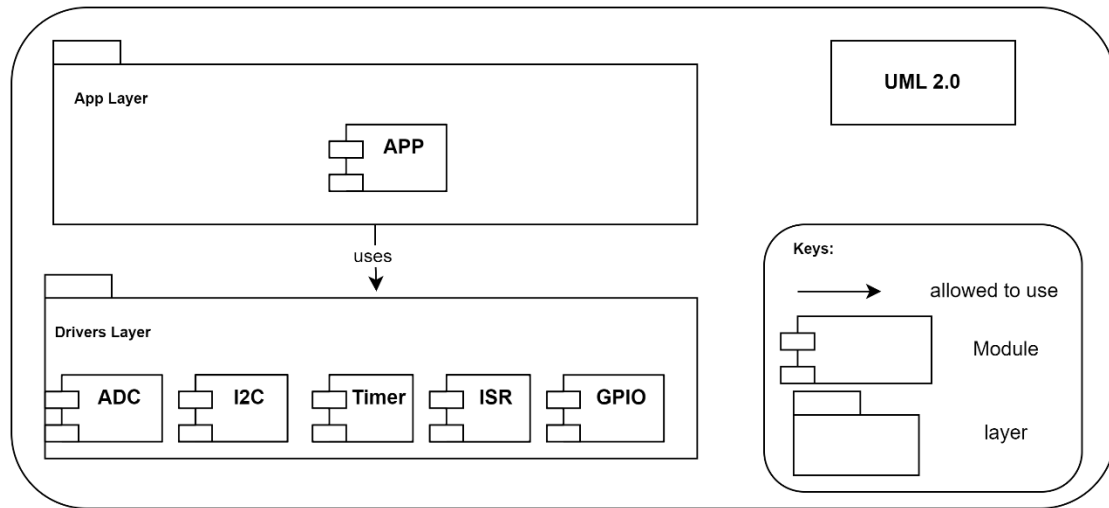 App Layer
APP
UML 2.0
uses
Drivers Layer
ADC
I2C
Timer
ISR
GPIO
Keys:
allowed to use
Module
layer